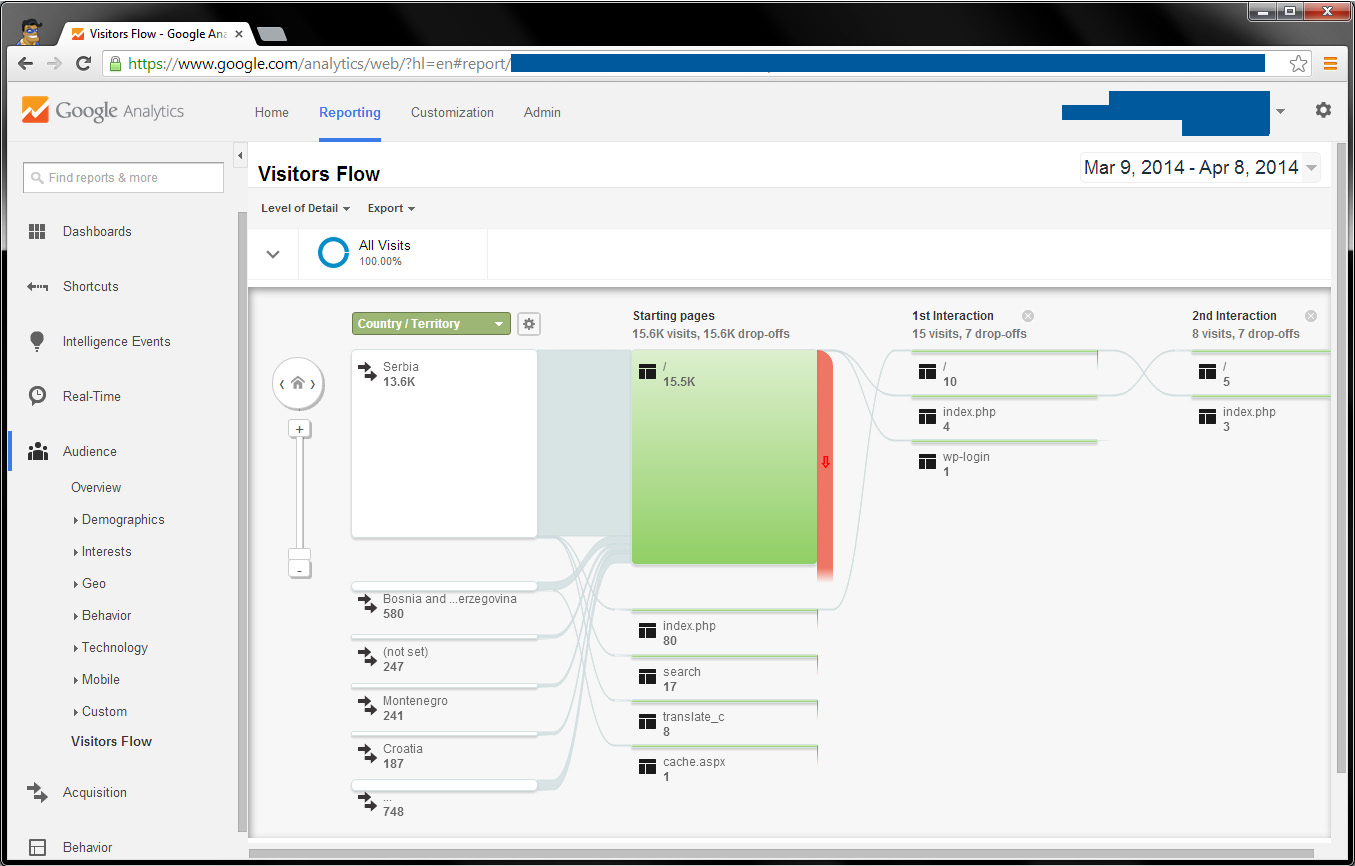 Visitors Flow - Google Ana
https://www.google.com/analytics/web/?hl=en#report/
Google Analytics
Home
Reporting
Customization
Admin
Find reports & more
Visitors Flow
Mar 9, 2014 - Apr 8, 2014
Level of Detail
Export
All Visits
100.00%
Dashboards
Shortcuts
Intelligence Events
Real-Time
Audience
Overview
Demographics
Interests
Geo
Behavior
Technology
Mobile
Custom
Visitors Flow
Acquisition
Behavior
Country / Territory
Serbia
13.6K
Bosnia and ...erzegovina
580
(not set)
247
Montenegro
241
Croatia
187
...
748
+
-
Starting pages
15.6K visits, 15.6K drop-offs
/
15.5K
index.php
80
search
17
translate_c
8
cache.aspx
1
1st Interaction
15 visits, 7 drop-offs
/
10
index.php
4
wp-login
1
2nd Interaction
8 visits, 7 drop-offs
/
5
index.php
3